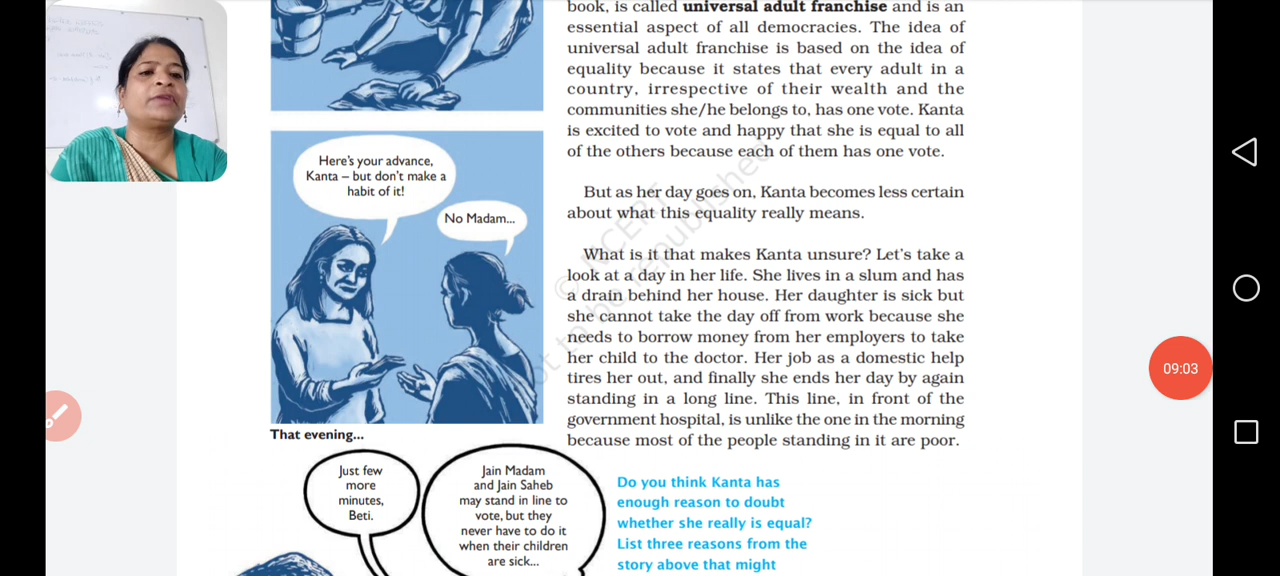 book, is called universal adult franchise and is an
essential aspect of all democracies. The idea of
universal adult franchise is based on the idea of
equality because it states that every adult in a
country, irrespective of their wealth and the
communities she/he belongs to, has one vote. Kanta
is excited to vote and happy that she is equal to all
of the others because each of them has one vote.
But as her day goes on, Kanta becomes less certain
about what this equality really means.
What is it that makes Kanta unsure? Let's take a
look at a day in her life. She lives in a slum and has
a drain behind her house. Her daughter is sick but
she cannot take the day off from work because she
needs to borrow money from her employers to take
her child to the doctor. Her job as a domestic help
tires her out, and finally she ends her day by again
standing in a long line. This line, in front of the
government hospital, is unlike the one in the morning
because most of the people standing in it are poor.
Here's your advance,
Kanta – but don't make a
habit of it!
No Madam...
That evening...
Just few
more
minutes,
Beti.
Jain Madam
and Jain Saheb
may stand in line to
vote, but they
never have to do it
when their children
are sick...
Do you think Kanta has
enough reason to doubt
whether she really is equal?
List three reasons from the
story above that might
© NCERT
not to be republished
09:03